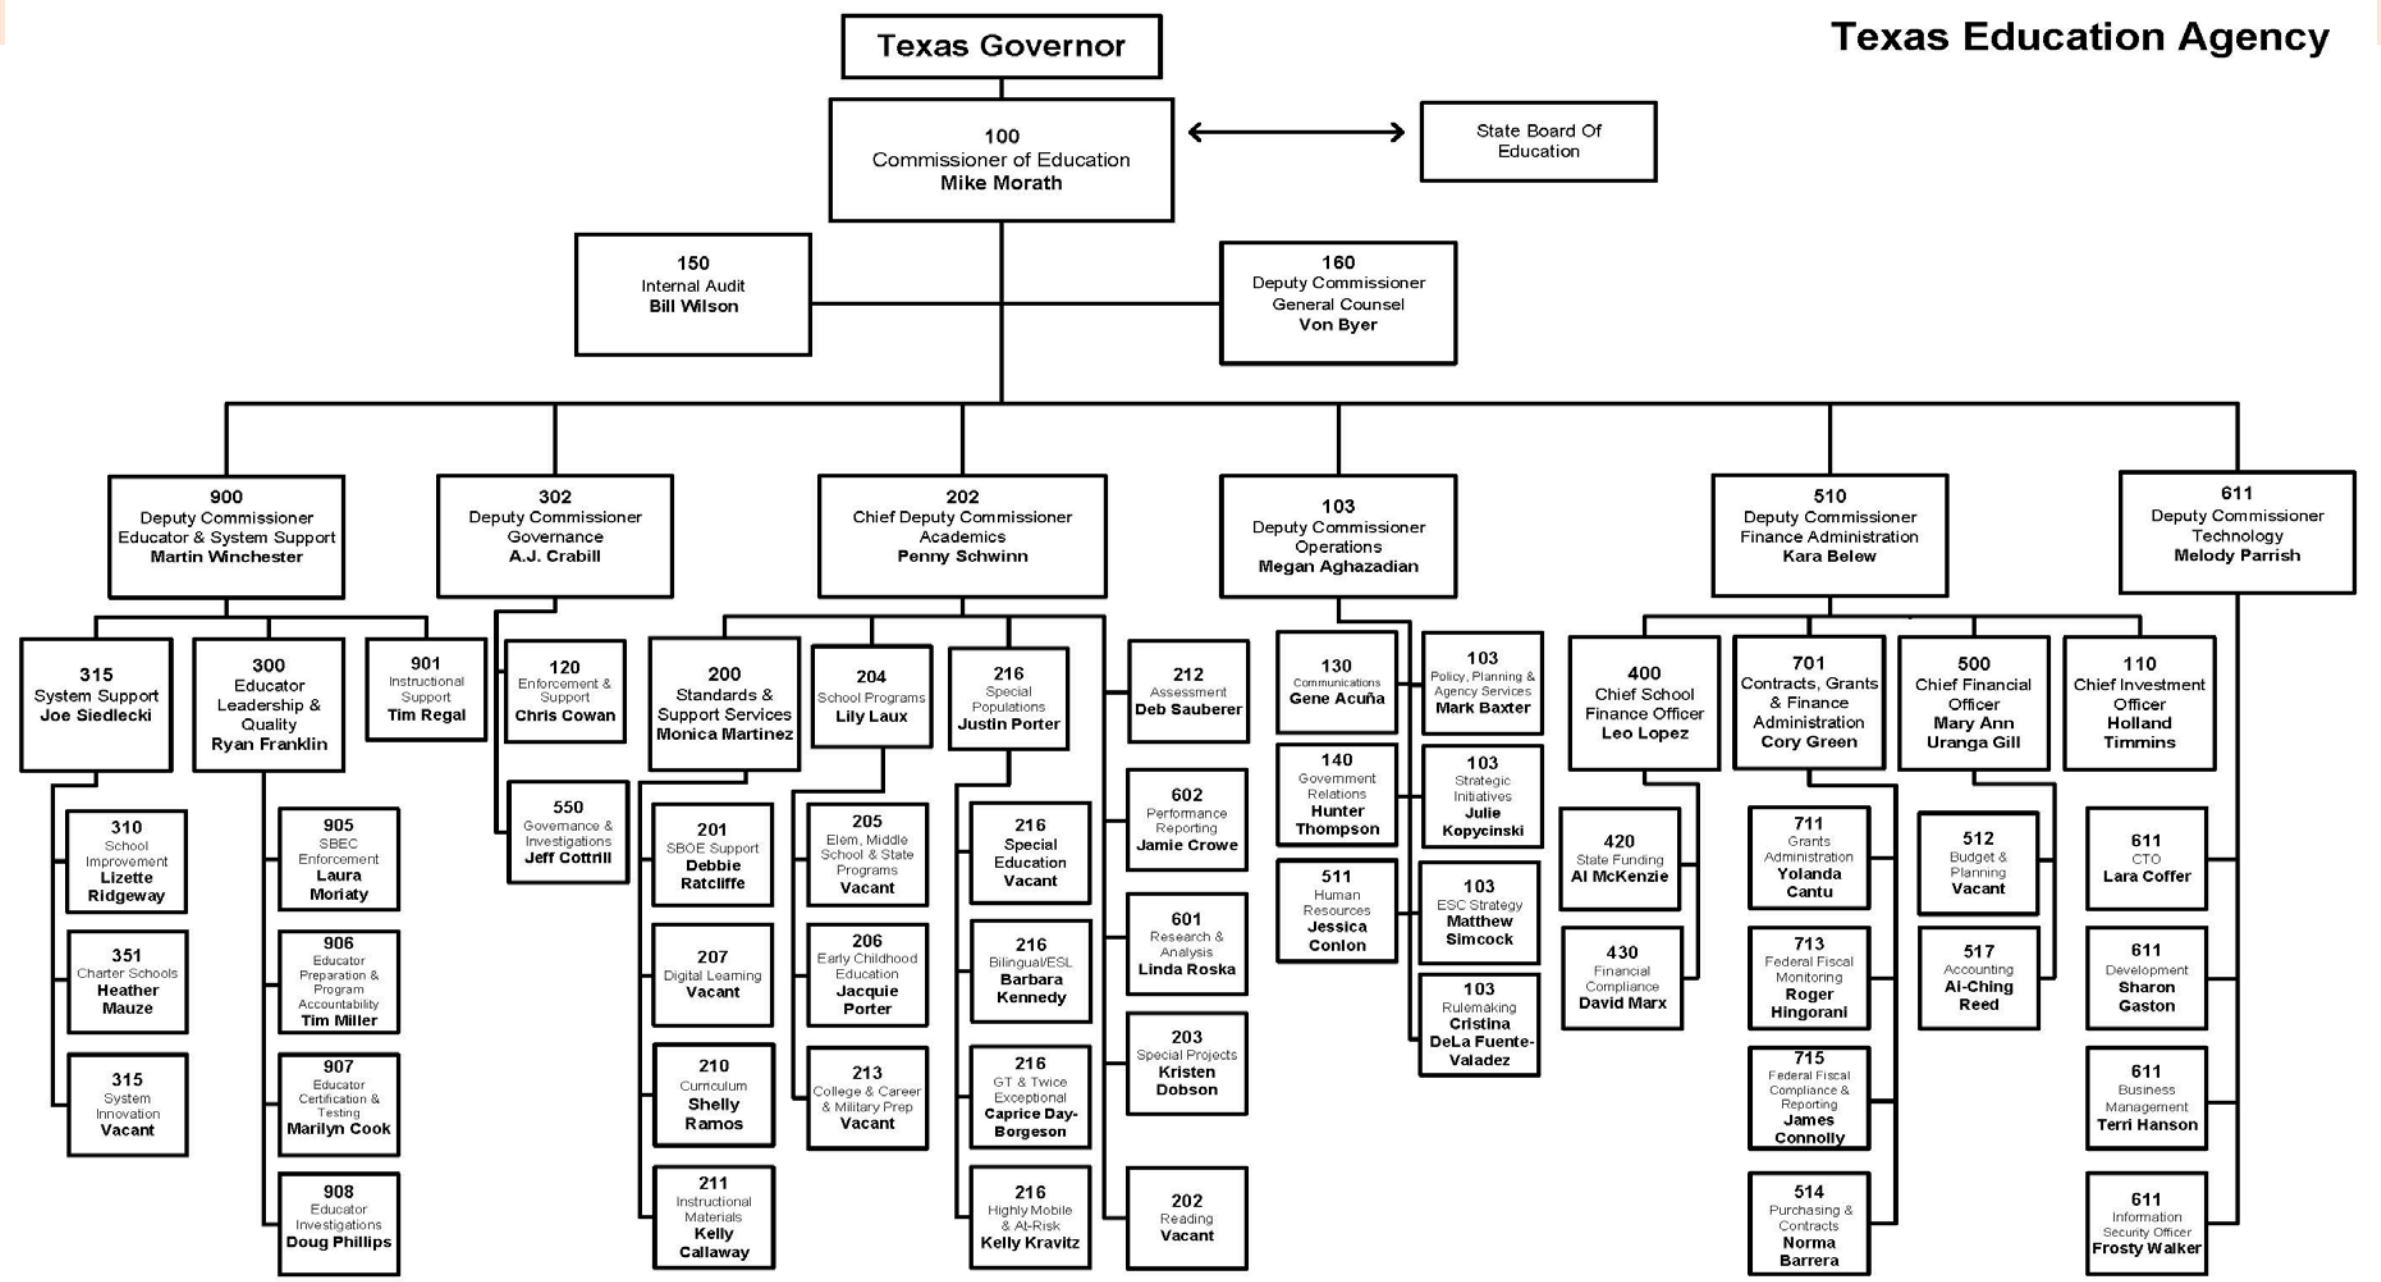 Texas Education Agency
Texas Governor
100
Commissioner of Education
Mike Morath
State Board Of
Education
150
Internal Audit
Bill Wilson
160
Deputy Commissioner
General Counsel
Von Byer
900
Deputy Commissioner
Educator & System Support
Martin Winchester
302
Deputy Commissioner
Governance
A.J. Crabill
202
Chief Deputy Commissioner
Academics
Penny Schwinn
103
Deputy Commissioner
Operations
Megan Aghazadian
510
Deputy Commissioner
Finance Administration
Kara Belew
611
Deputy Commissioner
Technology
Melody Parrish
315
System Support
Joe Siedlecki
300
Educator
Leadership &
Quality
Ryan Franklin
901
Instructional
Support
Tim Regal
310
School
Improvement
Lizette
Ridgeway
351
Charter Schools
Heather
Mauze
315
System
Innovation
Vacant
905
SBEC
Enforcement
Laura
Moriaty
906
Educator
Preparation &
Program
Accountability
Tim Miller
907
Educator
Certification &
Testing
Marilyn Cook
908
Educator
Investigations
Doug Phillips
120
Enforcement &
Support
Chris Cowan
550
Governance &
Investigations
Jeff Cottrill
200
Standards &
Support Services
Monica Martinez
204
School Programs
Lily Laux
216
Special
Populations
Justin Porter
201
SBOE Support
Debbie
Ratcliffe
207
Digital Learning
Vacant
210
Curriculum
Shelly
Ramos
211
Instructional
Materials
Kelly
Callaway
205
Elem, Middle
School & State
Programs
Vacant
206
Early Childhood
Education
Jacquie
Porter
213
College & Career
& Military Prep
Vacant
216
Special
Education
Vacant
216
Bilingual/ESL
Barbara
Kennedy
216
GT & Twice
Exceptional
Caprice Day-
Borgeson
216
Highly Mobile
& At-Risk
Kelly Kravitz
212
Assessment
Deb Sauberer
602
Performance
Reporting
Jamie Crowe
601
Research &
Analysis
Linda Roska
203
Special Projects
Kristen
Dobson
202
Reading
Vacant
130
Communications
Gene Acuña
140
Government
Relations
Hunter
Thompson
511
Human
Resources
Jessica
Conlon
103
Policy, Planning &
Agency Services
Mark Baxter
103
Strategic
Initiatives
Julie
Kopycinski
103
ESC Strategy
Matthew
Simcock
103
Rulemaking
Cristina
DeLa Fuente-
Valadez
400
Chief School
Finance Officer
Leo Lopez
701
Contracts, Grants
& Finance
Administration
Cory Green
500
Chief Financial
Officer
Mary Ann
Uranga Gill
110
Chief Investment
Officer
Holland
Timmins
420
State Funding
Al McKenzie
430
Financial
Compliance
David Marx
711
Grants
Administration
Yolanda
Cantu
713
Federal Fiscal
Monitoring
Roger
Hingorani
715
Federal Fiscal
Compliance &
Reporting
James
Connolly
514
Purchasing &
Contracts
Norma
Barrera
512
Budget &
Planning
Vacant
517
Accounting
Ai-Ching
Reed
611
CTO
Lara Coffer
611
Development
Sharon
Gaston
611
Business
Management
Terri Hanson
611
Information
Security Officer
Frosty Walker